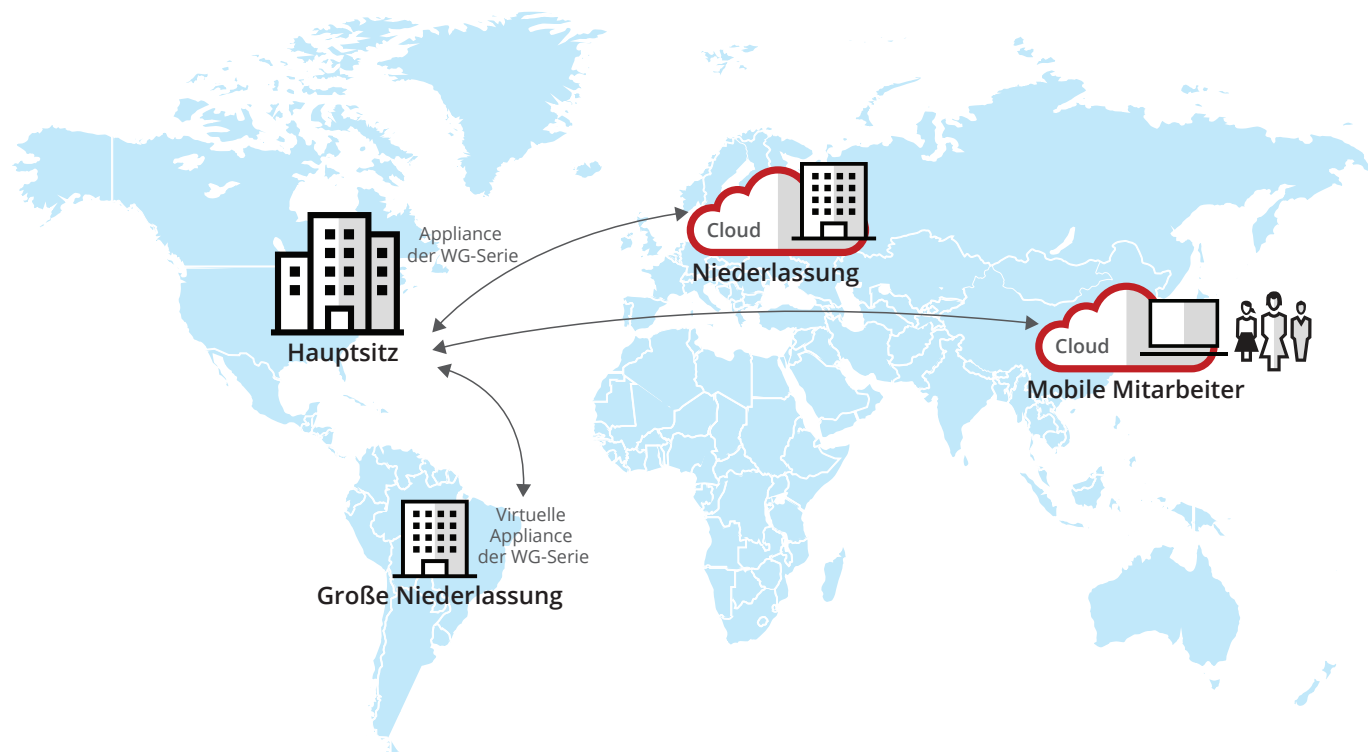 Appliance
der WG-Serie
Hauptsitz
Cloud
Niederlassung
Cloud
Mobile Mitarbeiter
Virtuelle
Appliance
der WG-Serie
Große Niederlassung